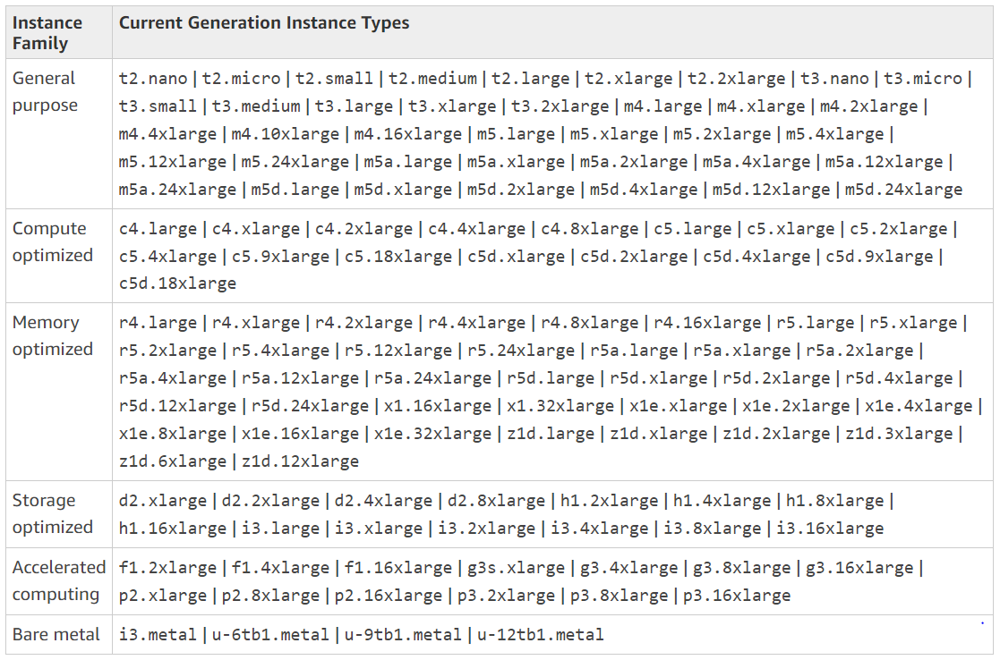 Instance Family
Current Generation Instance Types
General purpose
t2.nano | t2.micro | t2.small | t2.medium | t2.large | t2.xlarge | t2.2xlarge | t3.nano | t3.micro |
t3.small | t3.medium | t3.large | t3.xlarge | t3.2xlarge | m4.large | m4.xlarge | m4.2xlarge |
m4.4xlarge | m4.10xlarge | m4.16xlarge | m5.large | m5.xlarge | m5.2xlarge | m5.4xlarge |
m5.12xlarge | m5.24xlarge | m5a.large | m5a.xlarge | m5a.2xlarge | m5a.4xlarge | m5a.12xlarge |
m5a.24xlarge | m5d.large | m5d.xlarge | m5d.2xlarge | m5d.4xlarge | m5d.12xlarge | m5d.24xlarge
Compute optimized
c4.large | c4.xlarge | c4.2xlarge | c4.4xlarge | c4.8xlarge | c5.large | c5.xlarge | c5.2xlarge |
c5.4xlarge | c5.9xlarge | c5.18xlarge | c5d.xlarge | c5d.2xlarge | c5d.4xlarge | c5d.9xlarge |
c5d.18xlarge
Memory optimized
r4.large | r4.xlarge | r4.2xlarge | r4.4xlarge | r4.8xlarge | r4.16xlarge | r5.large | r5.xlarge |
r5.2xlarge | r5.4xlarge | r5.12xlarge | r5.24xlarge | r5a.large | r5a.xlarge | r5a.2xlarge |
r5a.4xlarge | r5a.12xlarge | r5a.24xlarge | r5d.large | r5d.xlarge | r5d.2xlarge | r5d.4xlarge |
r5d.12xlarge | r5d.24xlarge | x1.16xlarge | x1.32xlarge | x1e.xlarge | x1e.2xlarge | x1e.4xlarge |
x1e.8xlarge | x1e.16xlarge | x1e.32xlarge | z1d.large | z1d.xlarge | z1d.2xlarge | z1d.3xlarge |
z1d.6xlarge | z1d.12xlarge
Storage optimized
d2.xlarge | d2.2xlarge | d2.4xlarge | d2.8xlarge | h1.2xlarge | h1.4xlarge | h1.8xlarge |
h1.16xlarge | i3.large | i3.xlarge | i3.2xlarge | i3.4xlarge | i3.8xlarge | i3.16xlarge
Accelerated computing
f1.2xlarge | f1.4xlarge | f1.16xlarge | g3s.xlarge | g3.4xlarge | g3.8xlarge | g3.16xlarge |
p2.xlarge | p2.8xlarge | p2.16xlarge | p3.2xlarge | p3.8xlarge | p3.16xlarge
Bare metal
i3.metal | u-6tb1.metal | u-9tb1.metal | u-12tb1.metal